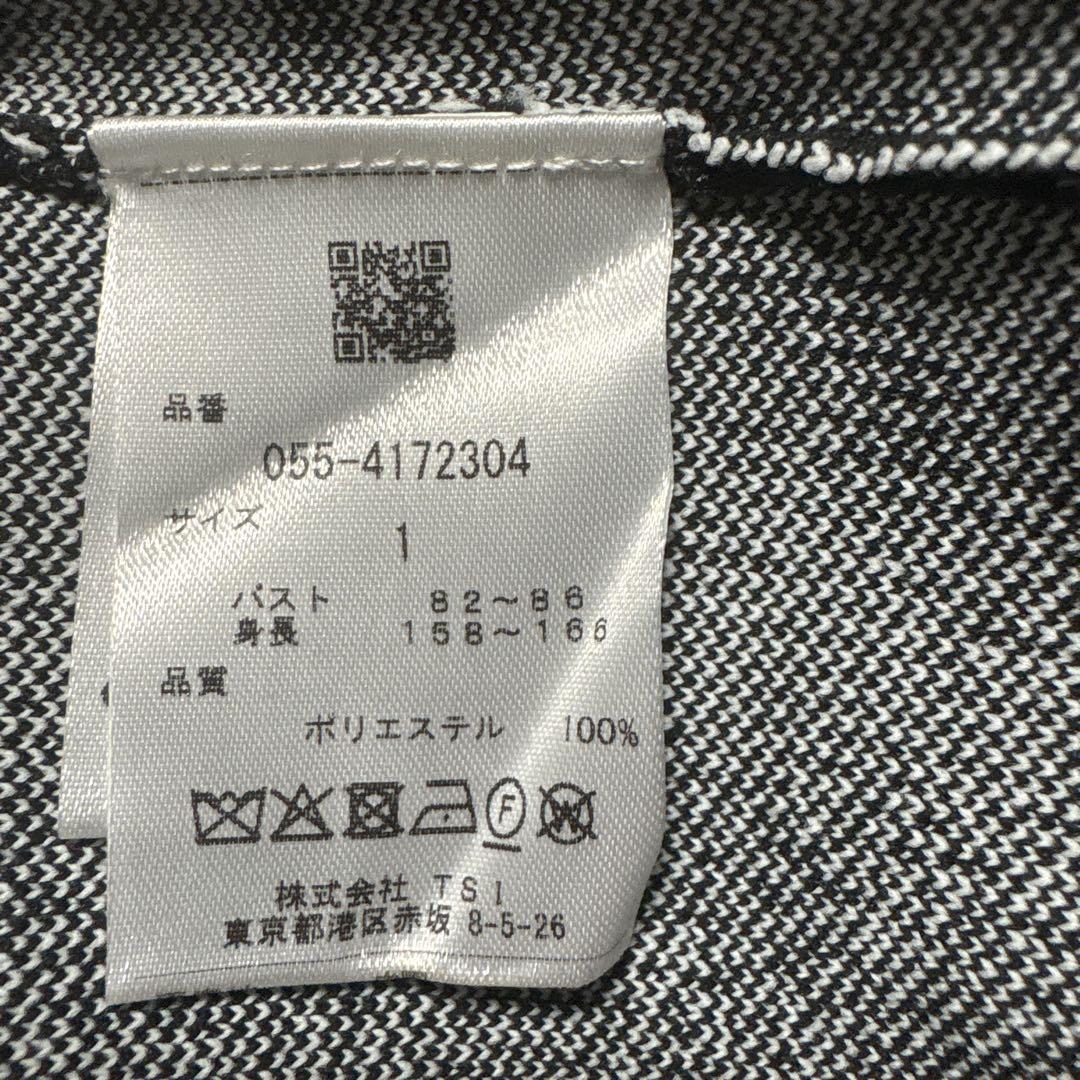 品番
055-4172304
サイズ
1
バスト 82～86
身長 158～166
品質
ポリエステル 100%
F W
株式会社 TSI
東京都港区赤坂 8-5-26